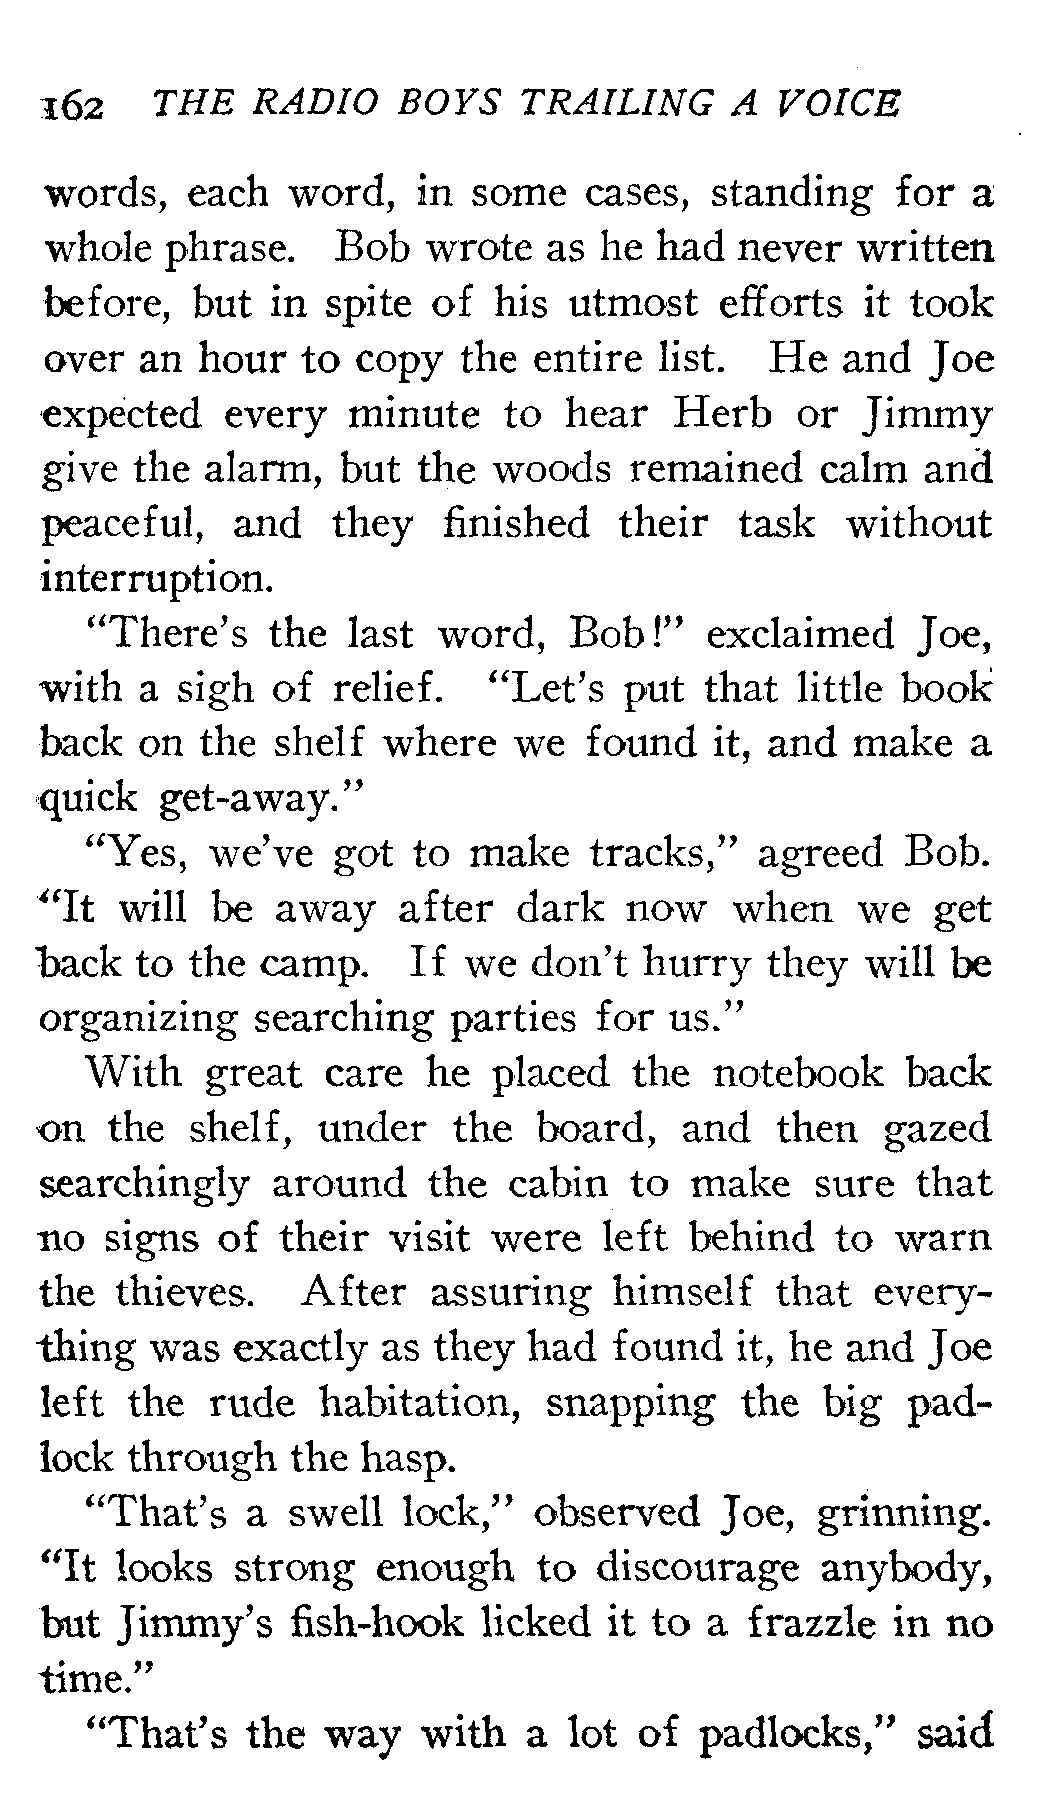 162 THE RADIO BOYS TRAILING A VOICE
words, each word, in some cases, standing for a
whole phrase. Bob wrote as he had never written
before, but in spite of his utmost efforts it took
over an hour to copy the entire list. He and Joe
expected every minute to hear Herb or Jimmy
give the alarm, but the woods remained calm and
peaceful, and they finished their task without
interruption.
“There’s the last word, Bob!” exclaimed Joe,
with a sigh of relief. “Let’s put that little book
back on the shelf where we found it, and make a
quick get-away.”
“Yes, we’ve got to make tracks,” agreed Bob.
“It will be away after dark now when we get
back to the camp. If we don’t hurry they will be
organizing searching parties for us.”
With great care he placed the notebook back
on the shelf, under the board, and then gazed
searchingly around the cabin to make sure that
no signs of their visit were left behind to warn
the thieves. After assuring himself that every-
thing was exactly as they had found it, he and Joe
left the rude habitation, snapping the big pad-
lock through the hasp.
“That’s a swell lock,” observed Joe, grinning.
“It looks strong enough to discourage anybody,
but Jimmy’s fish-hook licked it to a frazzle in no
time.”
“That’s the way with a lot of padlocks,” said